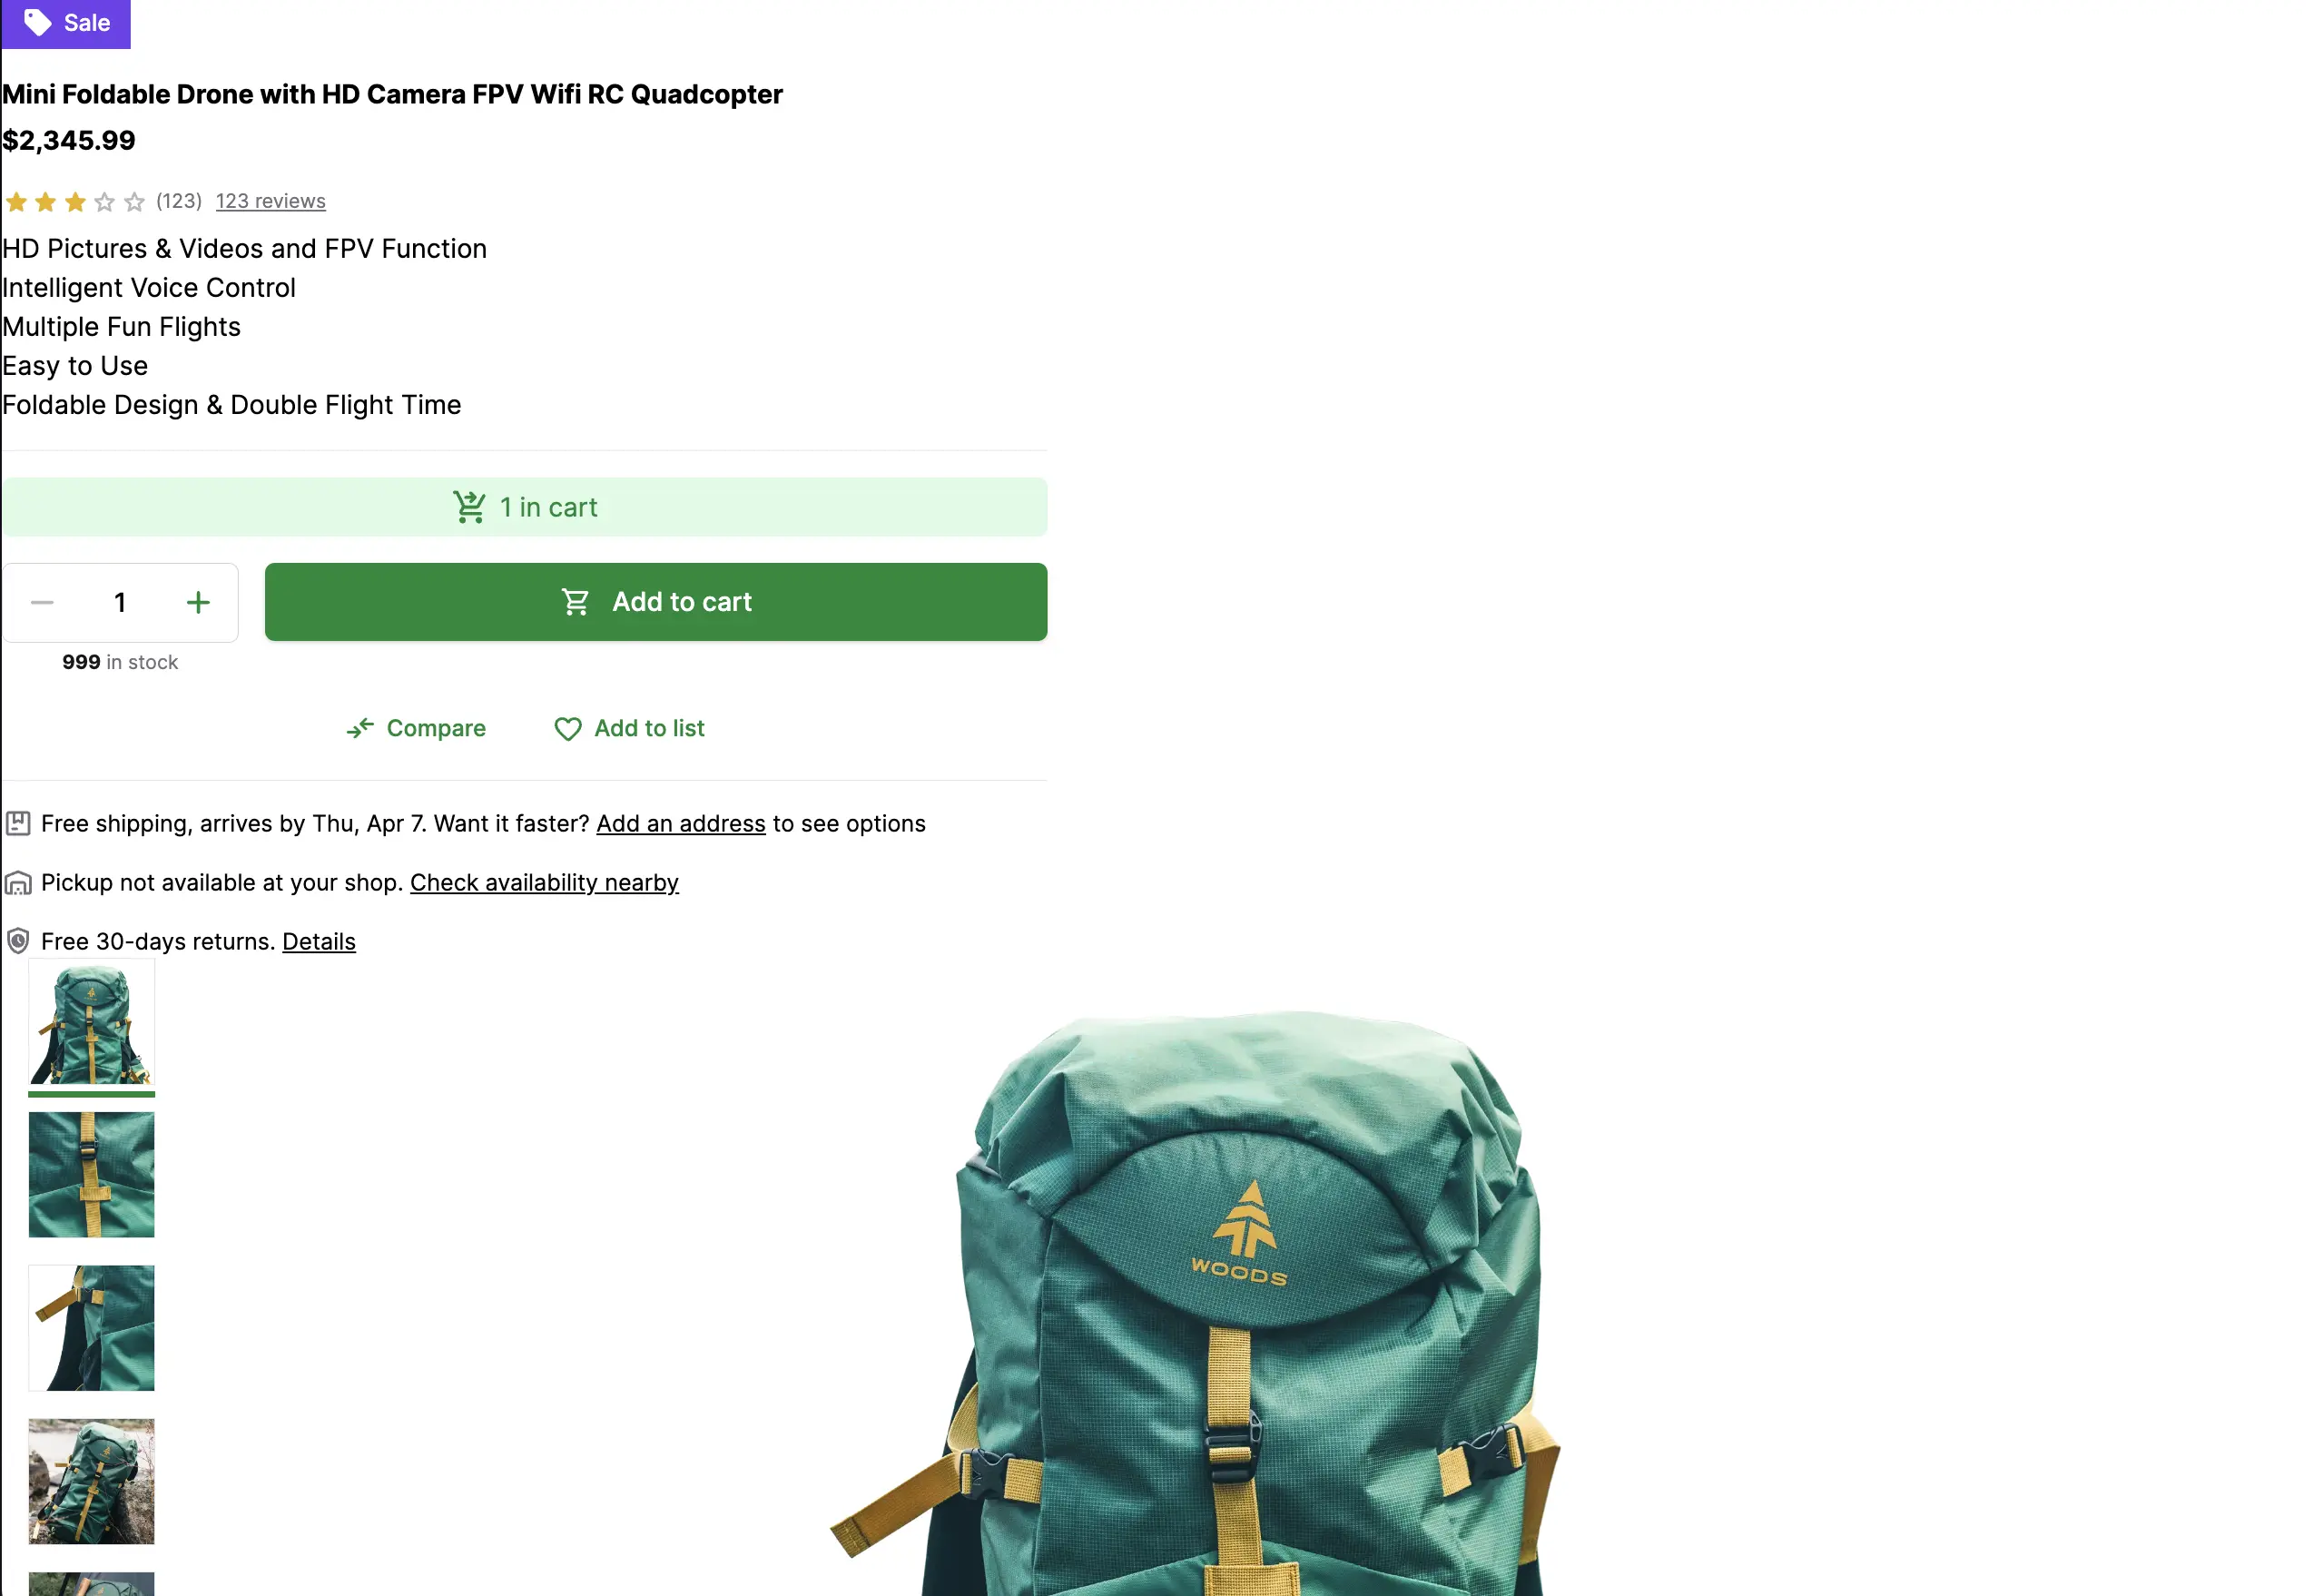 Sale
Mini Foldable Drone with HD Camera FPV Wifi RC Quadcopter
$2,345.99
(123) 123 reviews
HD Pictures & Videos and FPV Function
Intelligent Voice Control
Multiple Fun Flights
Easy to Use
Foldable Design & Double Flight Time
1 in cart
1 Add to cart
999 in stock
Compare Add to list
Free shipping, arrives by Thu, Apr 7. Want it faster? Add an address to see options
Pickup not available at your shop. Check availability nearby
Free 30-days returns. Details
WOODS